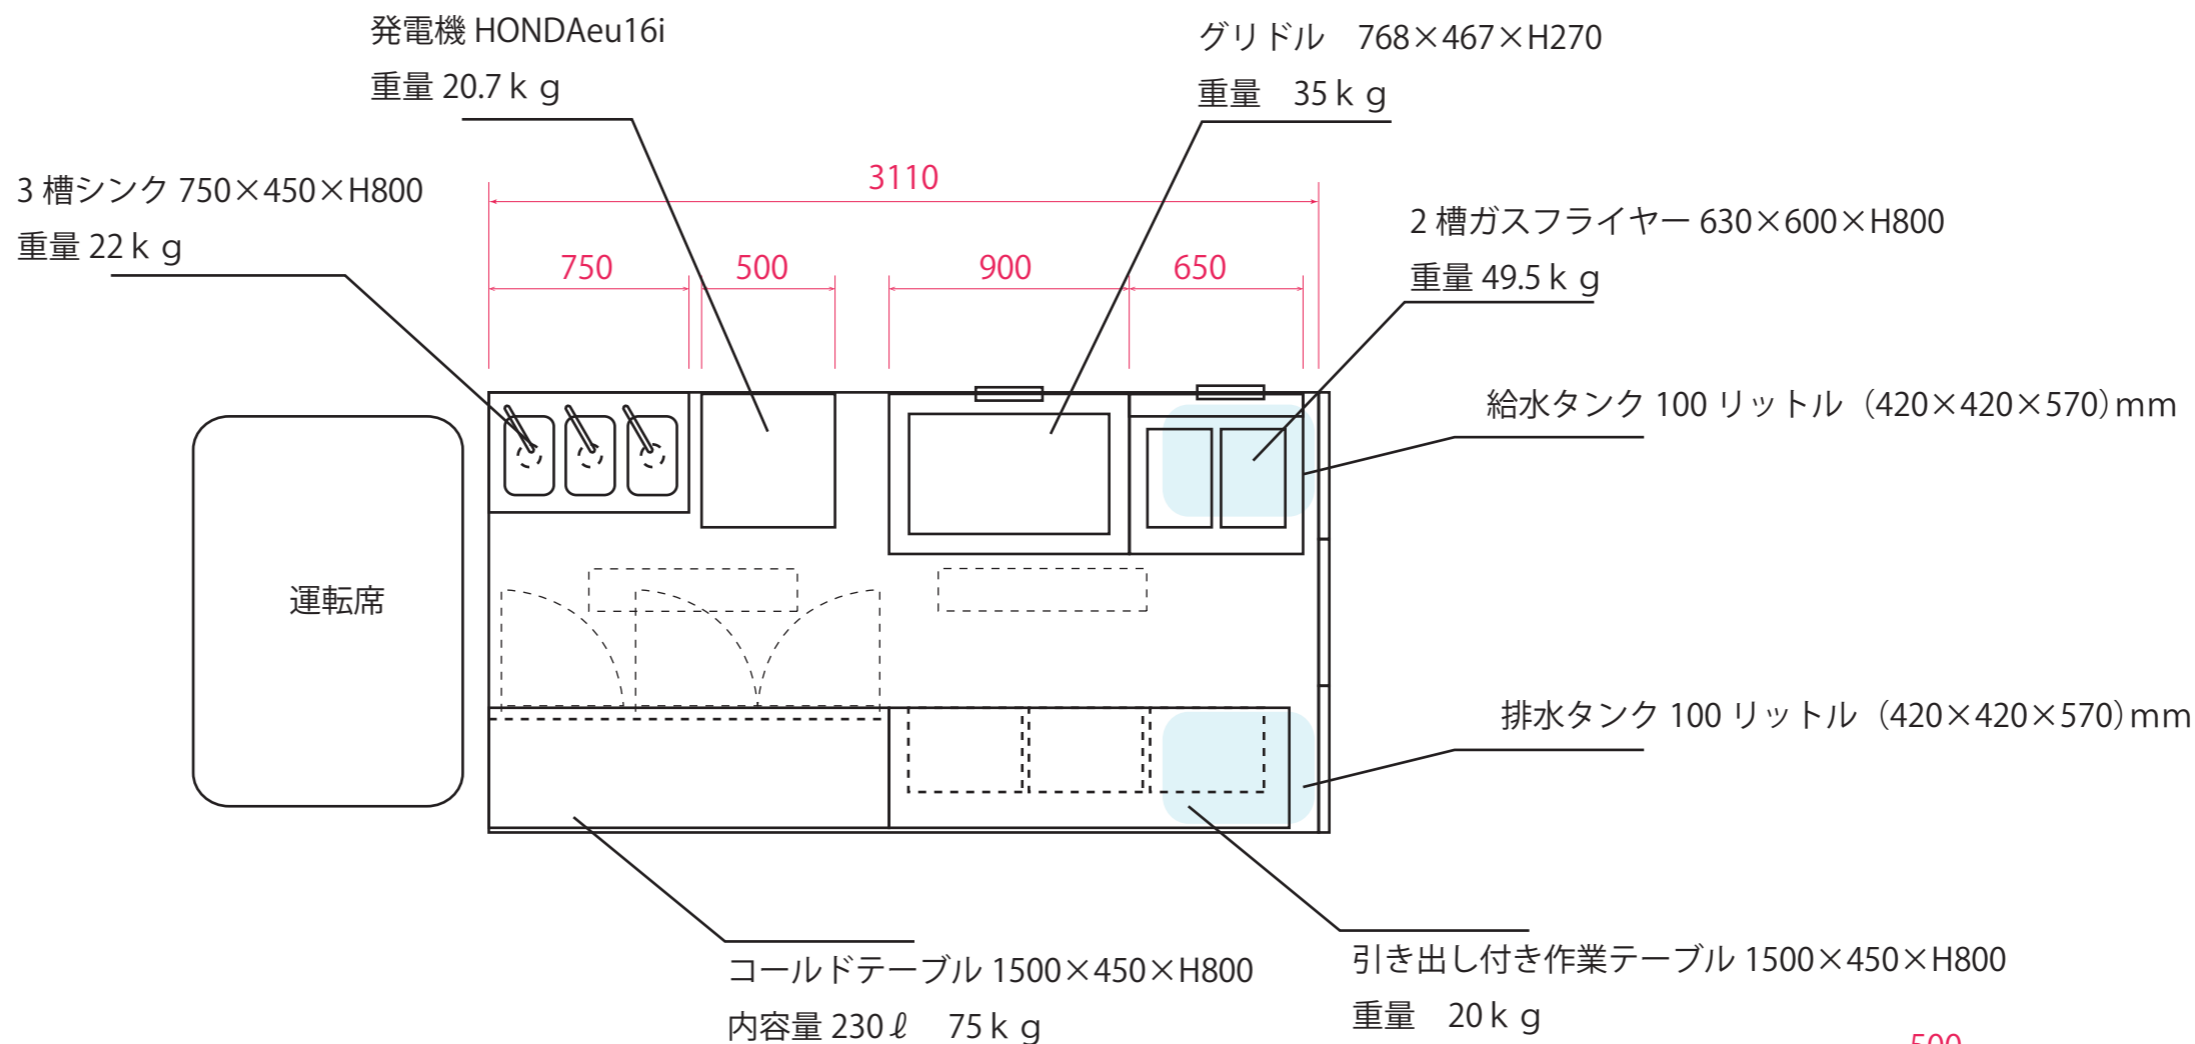 発電機 HONDAeu16i
重量 20.7ｋｇ
グリドル　768×467×H270
重量　35ｋｇ
3 槽シンク 750×450×H800
重量 22ｋｇ
3110
2 槽ガスフライヤー 630×600×H800
重量 49.5ｋｇ
750
500
900
650
給水タンク 100 リットル（420×420×570）mm
運転席
排水タンク 100 リットル（420×420×570）mm
コールドテーブル 1500×450×H800
内容量 230ℓ　75ｋｇ
引き出し付き作業テーブル 1500×450×H800
重量　20ｋｇ
500